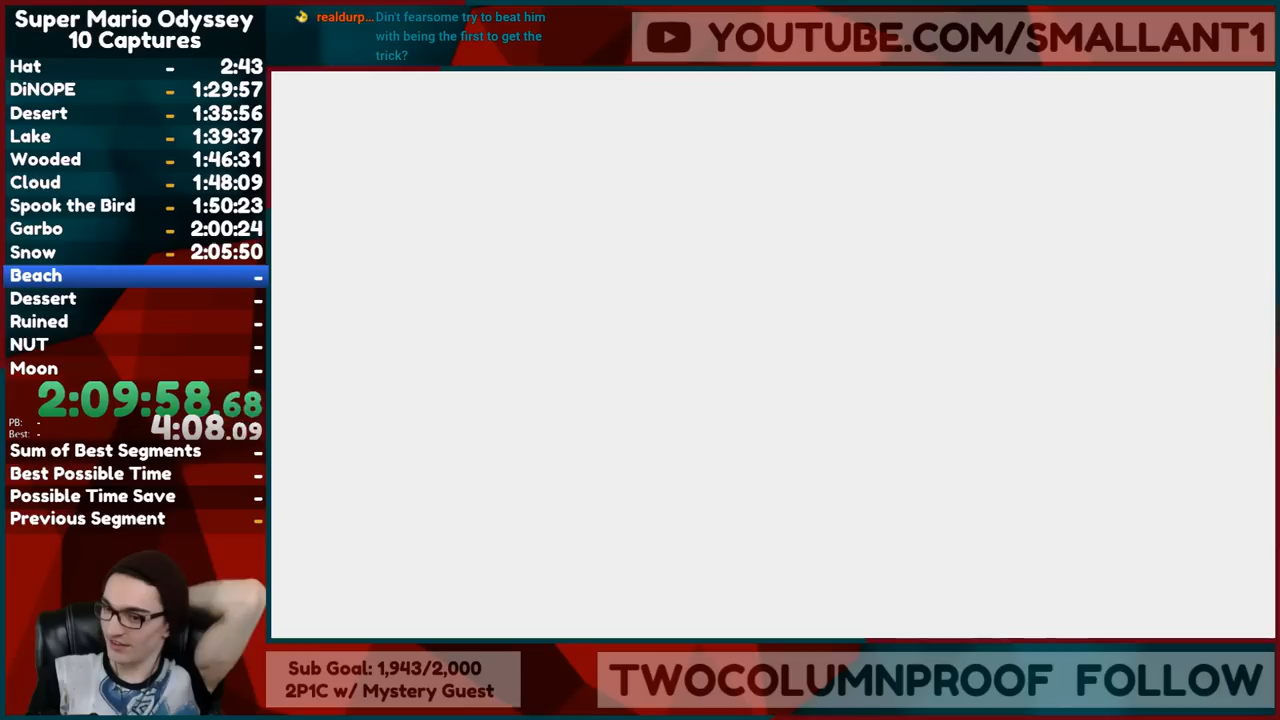 Super Mario Odyssey
10 Captures
Hat - 2:43
DiNOPE - 1:29:57
Desert - 1:35:56
Lake - 1:39:37
Wooded - 1:46:31
Cloud - 1:48:09
Spook the Bird - 1:50:23
Garbo - 2:00:24
Snow - 2:05:50
Beach -
Dessert -
Ruined -
NUT -
Moon -
2:09:58.68
PB: -
Best: -
4:08.09
Sum of Best Segments -
Best Possible Time -
Possible Time Save -
Previous Segment -
realdurp... Din't fearsome try to beat him
with being the first to get the
trick?
YOUTUBE.COM/SMALLANT1
Sub Goal: 1,943/2,000
2P1C w/ Mystery Guest
TWOCOLUMNPROOF FOLLOW